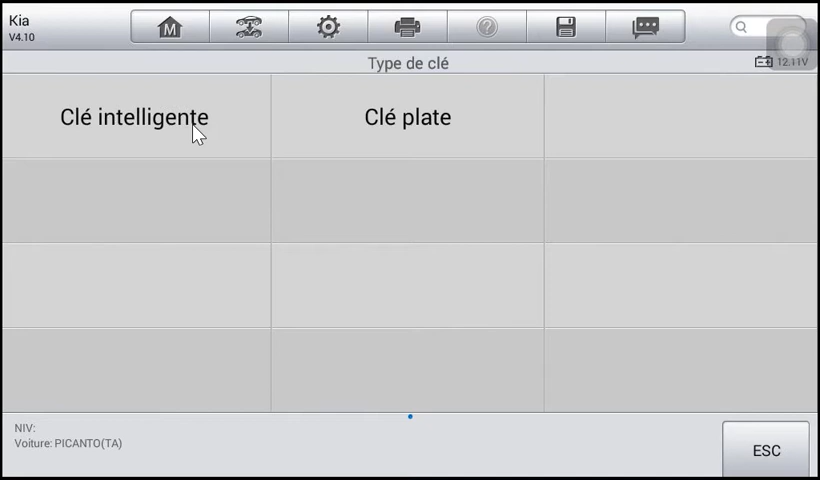 Kia
V4.10
M
Type de clé
12.11V
Clé intelligente
Clé plate
NIV:
Voiture: PICANTO(TA)
ESC